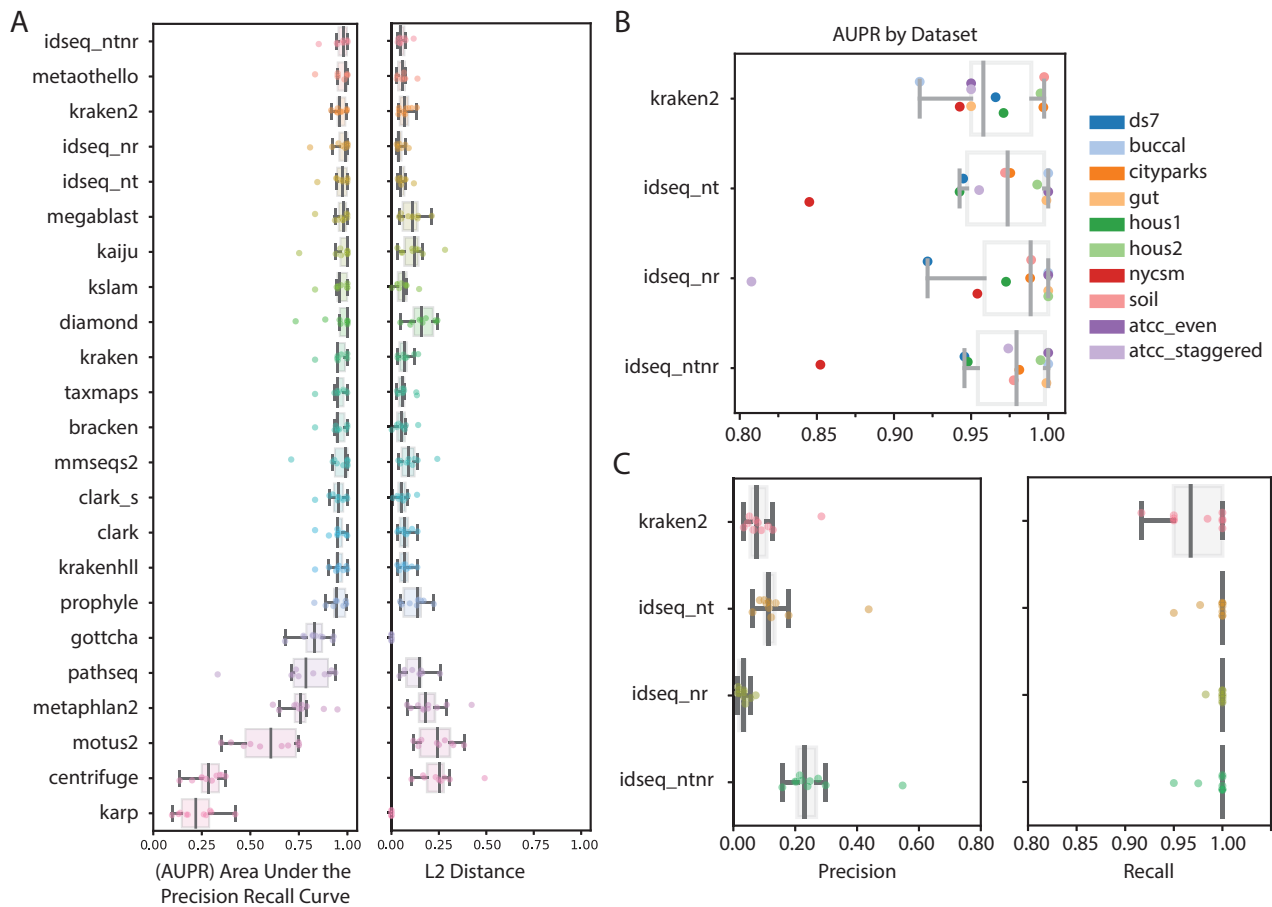 A
idseq_ntnr
metaothello
kraken2
idseq_nr
idseq_nt
megablast
kaiju
kslam
diamond
kraken
taxmaps
bracken
mmseqs2
clark_s
clark
krakenhll
prophyle
gottcha
pathseq
metaphlan2
motus2
centrifuge
karp
0.00 0.25 0.50 0.75 1.00
(AUPR) Area Under the
Precision Recall Curve
0.00 0.25 0.50 0.75 1.00
L2 Distance
B
AUPR by Dataset
kraken2
idseq_nt
idseq_nr
idseq_ntnr
0.80 0.85 0.90 0.95 1.00
ds7
buccal
cityparks
gut
hous1
hous2
nycsm
soil
atcc_even
atcc_staggered
C
kraken2
idseq_nt
idseq_nr
idseq_ntnr
0.00 0.20 0.40 0.60 0.80
Precision
0.80 0.85 0.90 0.95 1.00
Recall